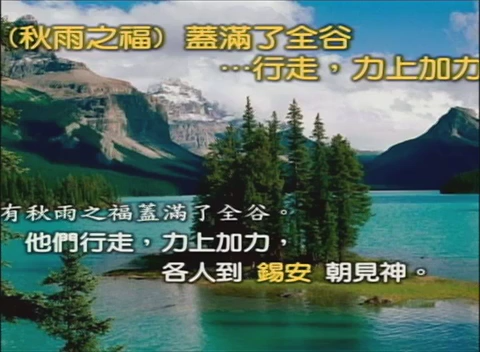 （秋雨之福）蓋滿了全谷
…行走，力上加力
有秋雨之福蓋滿了全谷。
他們行走，力上加力，
各人到 錫安 朝見神。